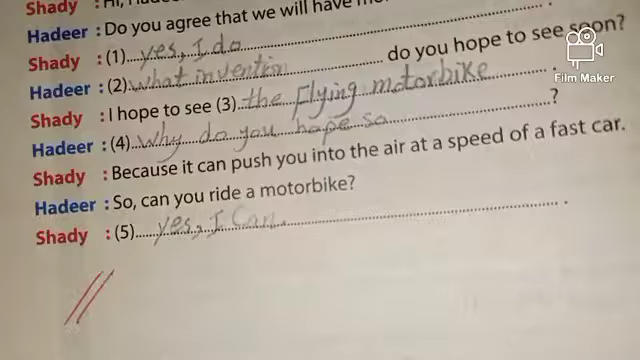 Shady : Hi, Hadeer
Hadeer : Do you agree that we will have mo
Shady : (1) yes, I do .
Hadeer : (2) what invention do you hope to see soon?
Shady : I hope to see (3) the Flying motorbike .
Hadeer : (4) Why do you hope so ?
Shady : Because it can push you into the air at a speed of a fast car.
Hadeer : So, can you ride a motorbike?
Shady : (5) yes, I Can. .
Film Maker